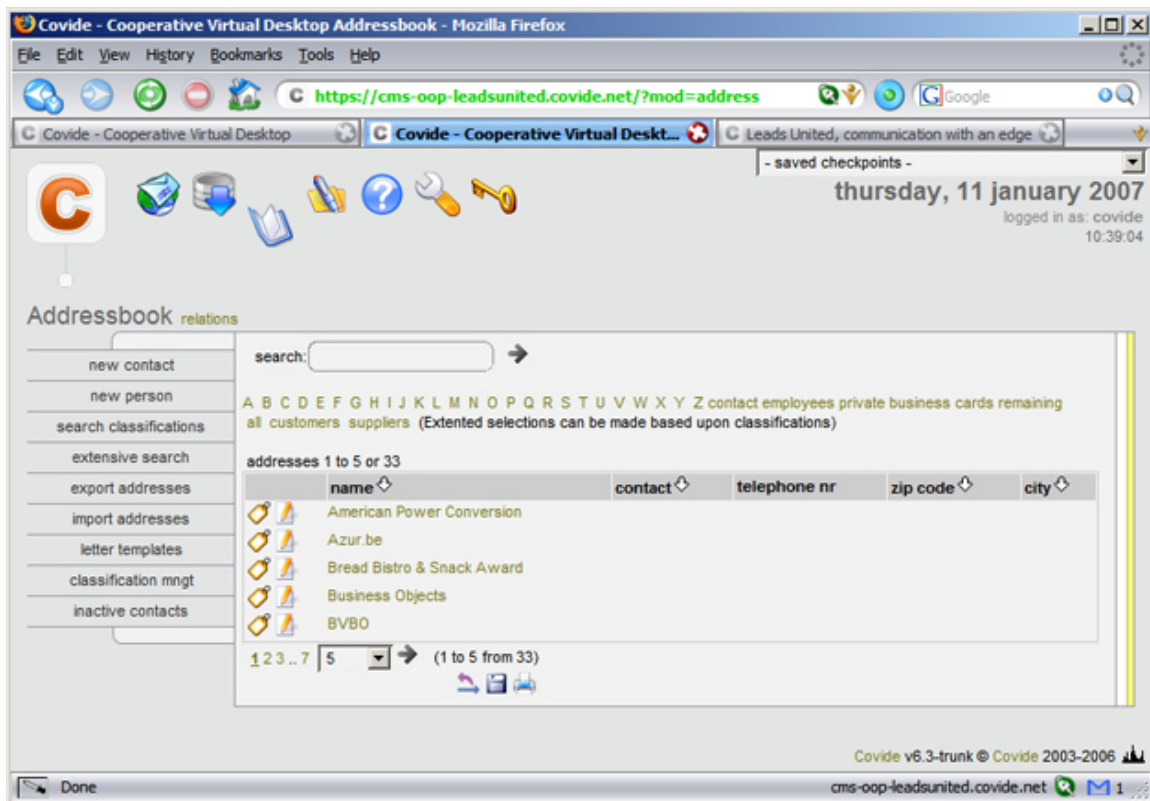 Covide - Cooperative Virtual Desktop Addressbook - Mozilla Firefox
File Edit View History Bookmarks Tools Help
C https://cms-oop-leadsunited.covide.net/?mod=address G Google
C Covide - Cooperative Virtual Desktop C Covide - Cooperative Virtual Deskt... C Leads United, communication with an edge
- saved checkpoints -
C
thursday, 11 january 2007
logged in as: covide
10:39:04
Addressbook relations
new contact
new person
search classifications
extensive search
export addresses
import addresses
letter templates
classification mngt
inactive contacts
search:
A B C D E F G H I J K L M N O P Q R S T U V W X Y Z contact employees private business cards remaining
all customers suppliers (Extented selections can be made based upon classifications)
addresses 1 to 5 or 33
name contact telephone nr zip code city
American Power Conversion
Azur.be
Bread Bistro & Snack Award
Business Objects
BVBO
1 2 3 .. 7 5 (1 to 5 from 33)
Covide v6.3-trunk © Covide 2003-2006
Done cms-oop-leadsunited.covide.net 1